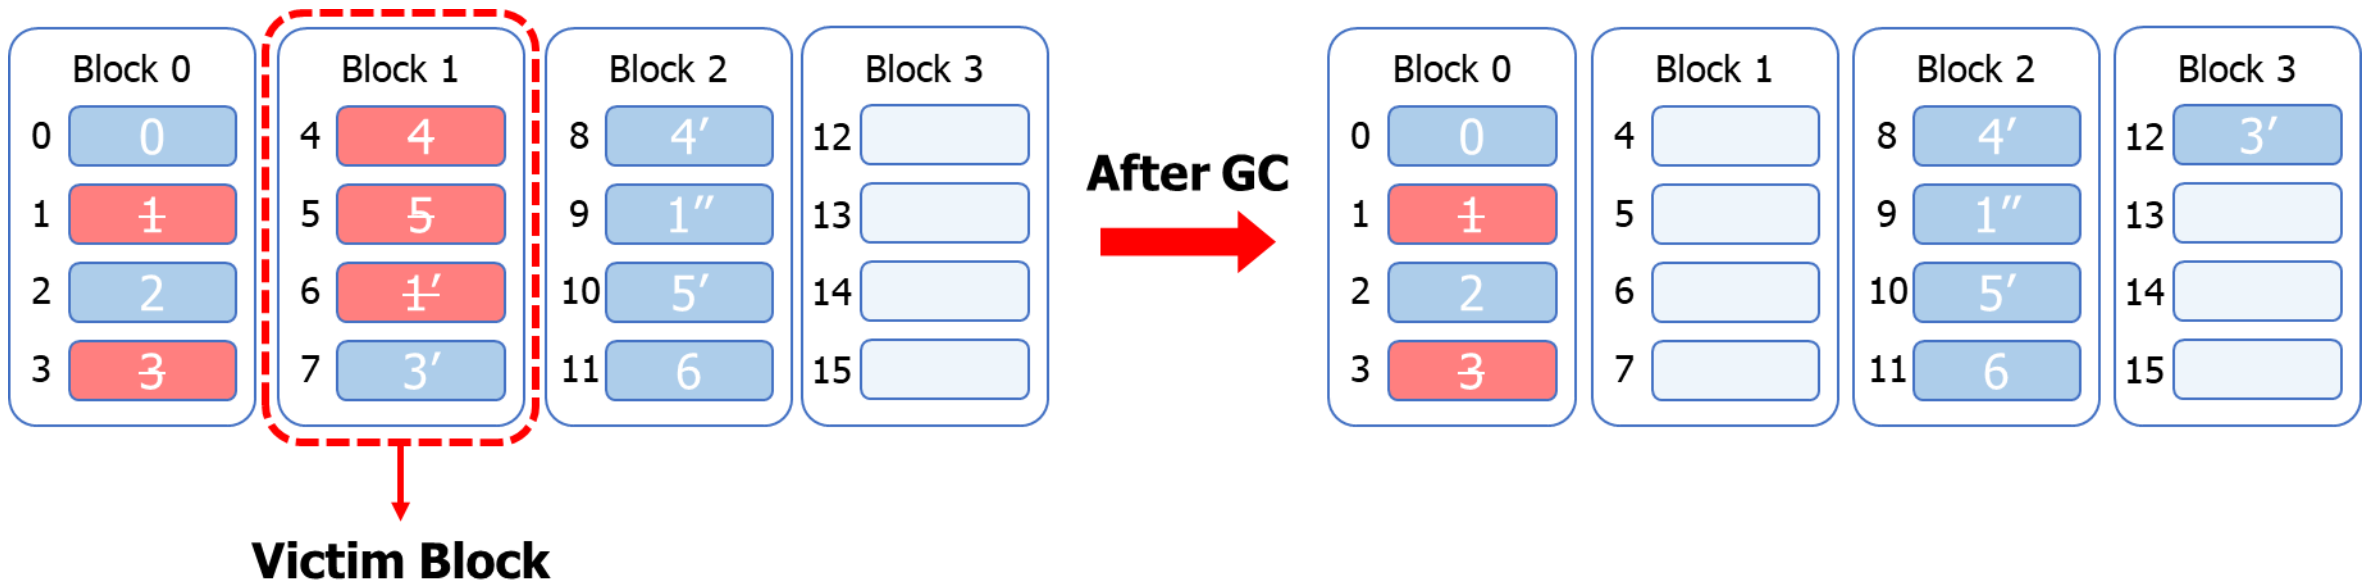 Block 0 Block 1 Block 2 Block 3
0 0 4 4 8 4′ 12
1 1 5 5 9 1″ 13
2 2 6 1′ 10 5′ 14
3 3 7 3′ 11 6 15
Victim Block
After GC
Block 0 Block 1 Block 2 Block 3
0 0 4 8 4′ 12 3′
1 1 5 9 1″ 13
2 2 6 10 5′ 14
3 3 7 11 6 15